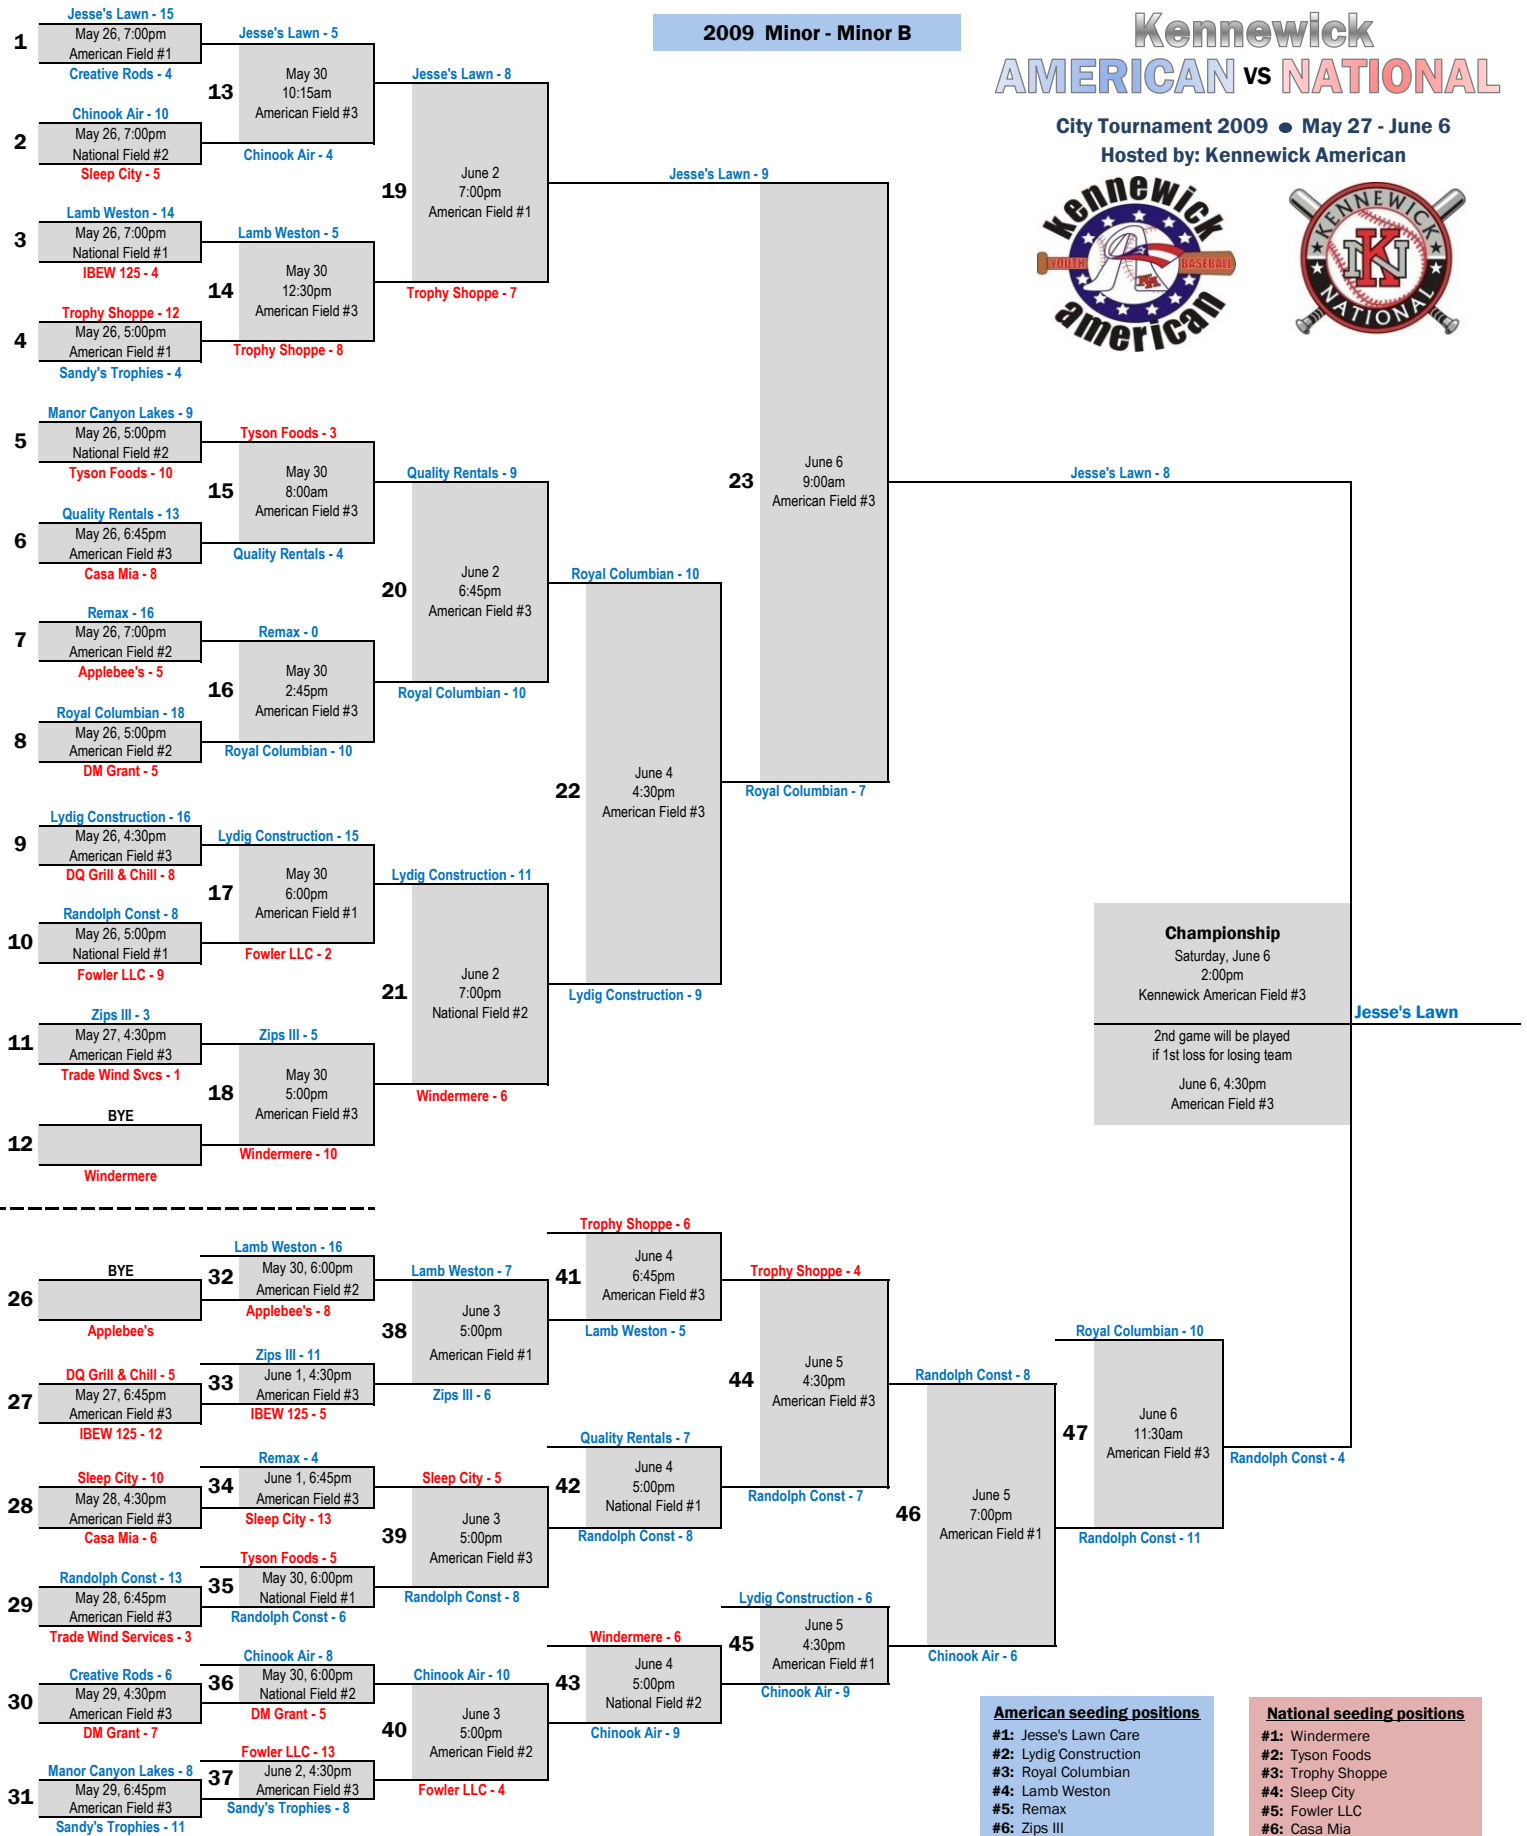 2009 Minor - Minor B
Kennewick
AMERICAN vs NATIONAL
City Tournament 2009 ● May 27 - June 6
Hosted by: Kennewick American
kennewick
YOUTH BASEBALL
american
KENNEWICK
NK
NATIONAL
Jesse's Lawn - 15
1
May 26, 7:00pm
American Field #1
Creative Rods - 4
Chinook Air - 10
2
May 26, 7:00pm
National Field #2
Sleep City - 5
Lamb Weston - 14
3
May 26, 7:00pm
National Field #1
IBEW 125 - 4
Trophy Shoppe - 12
4
May 26, 5:00pm
American Field #1
Sandy's Trophies - 4
Manor Canyon Lakes - 9
5
May 26, 5:00pm
National Field #2
Tyson Foods - 10
Quality Rentals - 13
6
May 26, 6:45pm
American Field #3
Casa Mia - 8
Remax - 16
7
May 26, 7:00pm
American Field #2
Applebee's - 5
Royal Columbian - 18
8
May 26, 5:00pm
American Field #2
DM Grant - 5
Lydig Construction - 16
9
May 26, 4:30pm
American Field #3
DQ Grill & Chill - 8
Randolph Const - 8
10
May 26, 5:00pm
National Field #1
Fowler LLC - 9
Zips III - 3
11
May 27, 4:30pm
American Field #3
Trade Wind Svcs - 1
BYE
12
Windermere
Jesse's Lawn - 5
13
May 30
10:15am
American Field #3
Chinook Air - 4
Lamb Weston - 5
14
May 30
12:30pm
American Field #3
Trophy Shoppe - 8
Tyson Foods - 3
15
May 30
8:00am
American Field #3
Quality Rentals - 4
Remax - 0
16
May 30
2:45pm
American Field #3
Royal Columbian - 10
Lydig Construction - 15
17
May 30
6:00pm
American Field #1
Fowler LLC - 2
Zips III - 5
18
May 30
5:00pm
American Field #3
Windermere - 10
Jesse's Lawn - 8
19
June 2
7:00pm
American Field #1
Trophy Shoppe - 7
Quality Rentals - 9
20
June 2
6:45pm
American Field #3
Royal Columbian - 10
Lydig Construction - 11
21
June 2
7:00pm
National Field #2
Windermere - 6
Royal Columbian - 10
22
June 4
4:30pm
American Field #3
Lydig Construction - 9
Jesse's Lawn - 9
23
June 6
9:00am
American Field #3
Royal Columbian - 7
Jesse's Lawn - 8
Championship
Saturday, June 6
2:00pm
Kennewick American Field #3
Jesse's Lawn
2nd game will be played
if 1st loss for losing team
June 6, 4:30pm
American Field #3
BYE
26
Applebee's
DQ Grill & Chill - 5
27
May 27, 6:45pm
American Field #3
IBEW 125 - 12
Sleep City - 10
28
May 28, 4:30pm
American Field #3
Casa Mia - 6
Randolph Const - 13
29
May 28, 6:45pm
American Field #3
Trade Wind Services - 3
Creative Rods - 6
30
May 29, 4:30pm
American Field #3
DM Grant - 7
Manor Canyon Lakes - 8
31
May 29, 6:45pm
American Field #3
Sandy's Trophies - 11
Lamb Weston - 16
32
May 30, 6:00pm
American Field #2
Applebee's - 8
Zips III - 11
33
June 1, 4:30pm
American Field #3
IBEW 125 - 5
Remax - 4
34
June 1, 6:45pm
American Field #3
Sleep City - 13
Tyson Foods - 5
35
May 30, 6:00pm
National Field #1
Randolph Const - 6
Chinook Air - 8
36
May 30, 6:00pm
National Field #2
DM Grant - 5
Fowler LLC - 13
37
June 2, 4:30pm
American Field #3
Sandy's Trophies - 8
Lamb Weston - 7
38
June 3
5:00pm
American Field #1
Zips III - 6
Sleep City - 5
39
June 3
5:00pm
American Field #3
Randolph Const - 8
Chinook Air - 10
40
June 3
5:00pm
American Field #2
Fowler LLC - 4
Trophy Shoppe - 6
41
June 4
6:45pm
American Field #3
Lamb Weston - 5
Quality Rentals - 7
42
June 4
5:00pm
National Field #1
Randolph Const - 8
Windermere - 6
43
June 4
5:00pm
National Field #2
Chinook Air - 9
Trophy Shoppe - 4
44
June 5
4:30pm
American Field #3
Randolph Const - 7
Lydig Construction - 6
45
June 5
4:30pm
American Field #1
Chinook Air - 9
Randolph Const - 8
46
June 5
7:00pm
American Field #1
Chinook Air - 6
Royal Columbian - 10
47
June 6
11:30am
American Field #3
Randolph Const - 11
Randolph Const - 4
American seeding positions
#1: Jesse's Lawn Care
#2: Lydig Construction
#3: Royal Columbian
#4: Lamb Weston
#5: Remax
#6: Zips III
National seeding positions
#1: Windermere
#2: Tyson Foods
#3: Trophy Shoppe
#4: Sleep City
#5: Fowler LLC
#6: Casa Mia